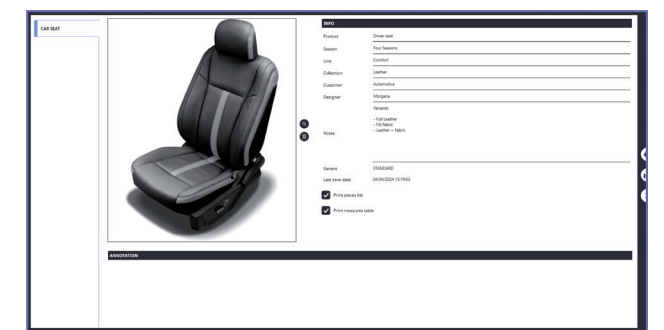 CAR SEAT
INFO
Product Driver seat
Season Four Seasons
Line Comfort
Collection Leather
Customer Automotive
Designer Morgana
Notes Variants:
- Full Leather
- Fill Fabric
- Leather + Fabric
Variant STANDARD
Last save date 04/04/2024 15:19:03
Print pieces list
Print measures table
ANNOTATION